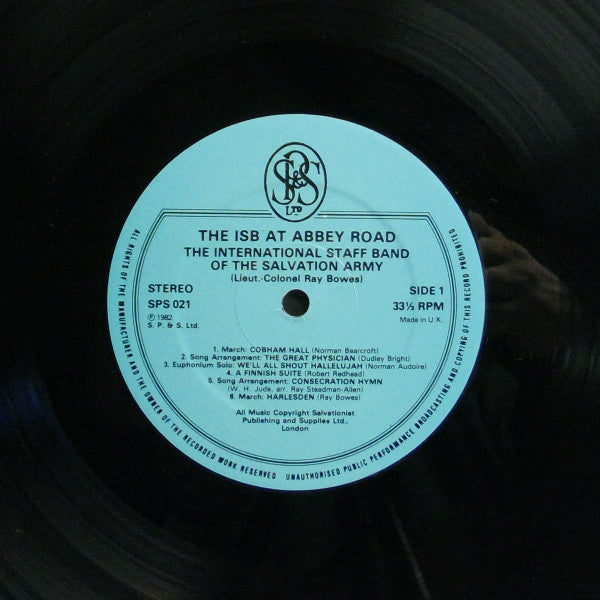 SP&S
LTD
THE ISB AT ABBEY ROAD
THE INTERNATIONAL STAFF BAND
OF THE SALVATION ARMY
(Lieut.-Colonel Ray Bowes)
STEREO
SPS 021
℗ 1982
S. P. & S. Ltd.
SIDE 1
33⅓ RPM
Made in U.K.
1. March: COBHAM HALL (Norman Bearcroft)
2. Song Arrangement: THE GREAT PHYSICIAN (Dudley Bright)
3. Euphonium Solo: WE'LL ALL SHOUT HALLELUJAH (Norman Audoire)
4. A FINNISH SUITE (Robert Redhead)
5. Song Arrangement: CONSECRATION HYMN
(W. H. Jude, arr. Ray Steadman-Allen)
6. March: HARLESDEN (Ray Bowes)
All Music Copyright Salvationist
Publishing and Supplies Ltd.,
London
ALL RIGHTS OF THE MANUFACTURER AND THE OWNER OF THE RECORDED WORK RESERVED UNAUTHORISED PUBLIC PERFORMANCE BROADCASTING AND COPYING OF THIS RECORD PROHIBITED